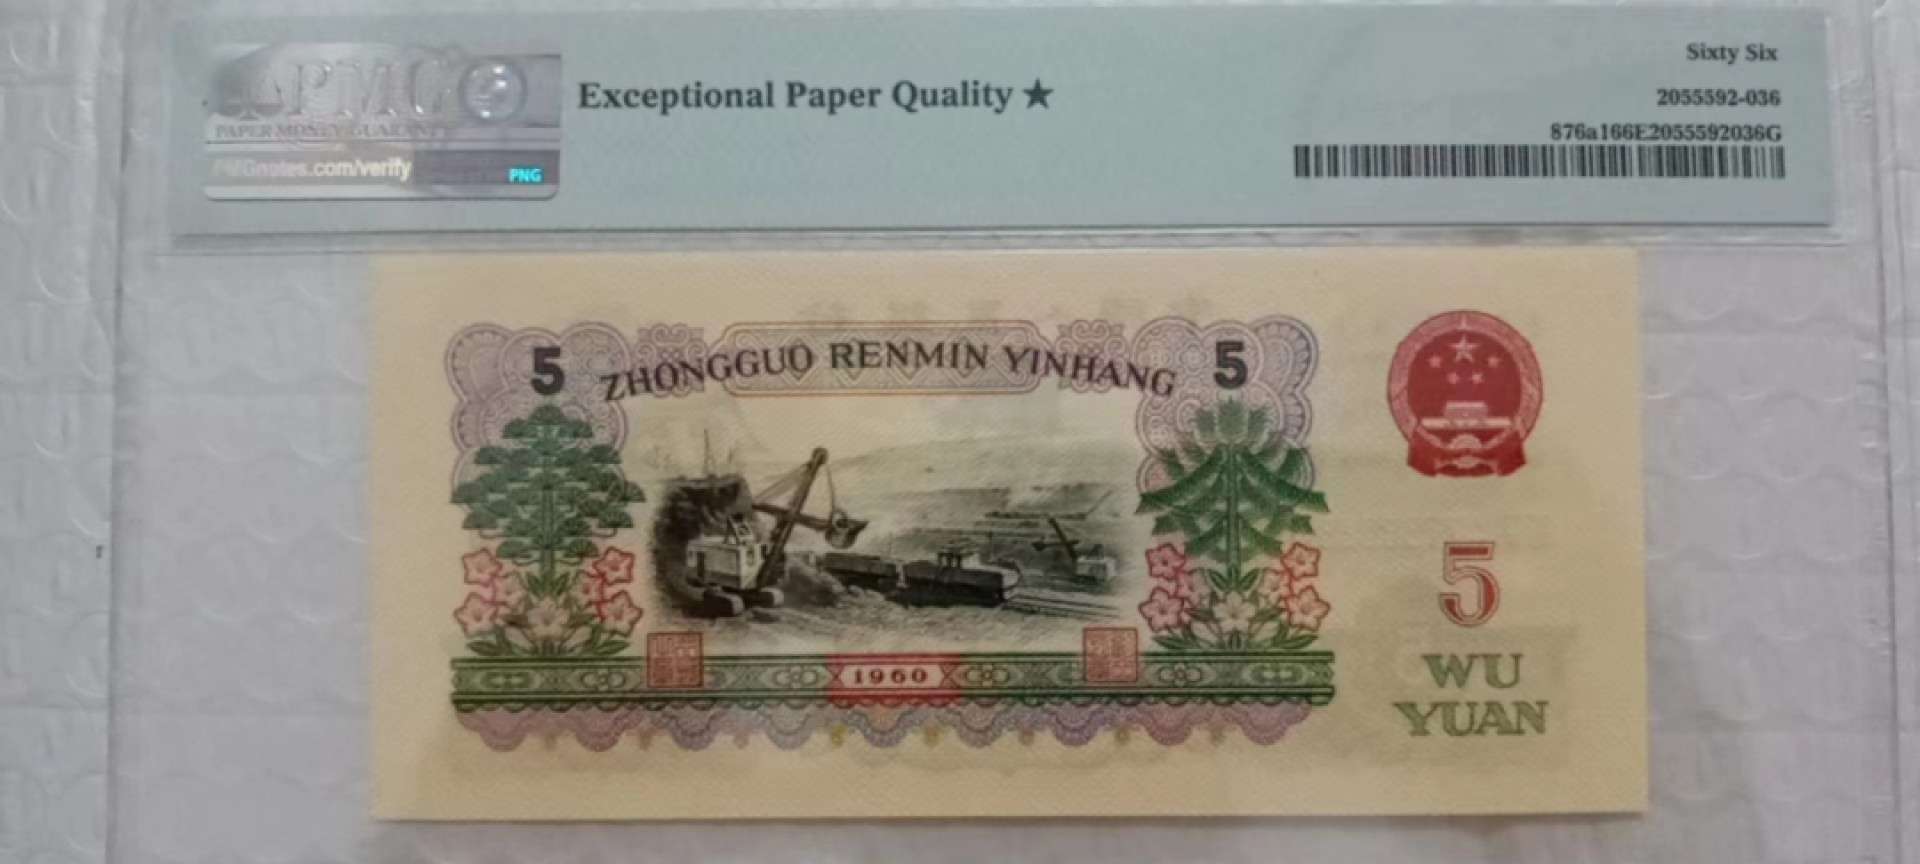 PMG
PAPER MONEY GUARANTY
PMGnotes.com/verify
PNG
Exceptional Paper Quality ★
Sixty Six
2055592-036
876a166E2055592036G
5
ZHONGGUO RENMIN YINHANG
5
1960
5
WU
YUAN